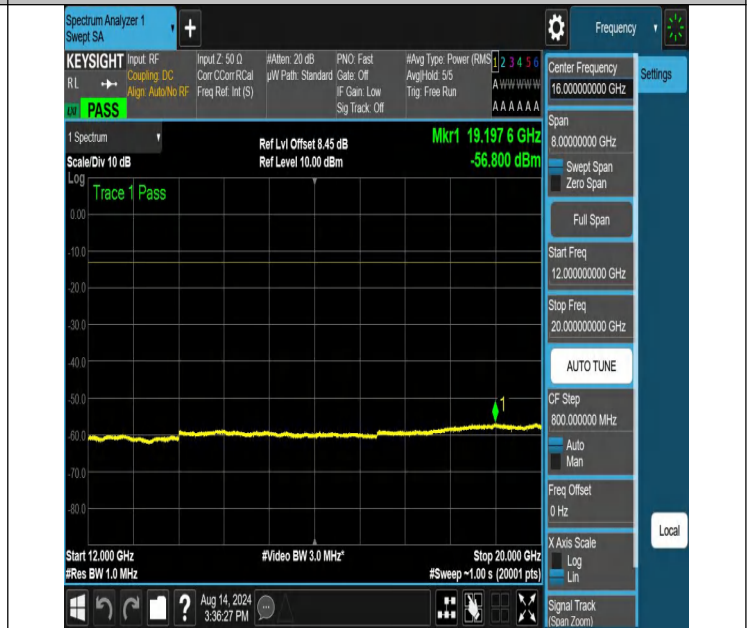 Spectrum Analyzer 1
Swept SA
Frequency
KEYSIGHT
RL
PASS
Input: RF
Coupling: DC
Align: Auto/No RF
Input Z: 50 Ω
Corr CCorr RCal
Freq Ref: Int (S)
#Atten: 20 dB
µW Path: Standard
PNO: Fast
Gate: Off
IF Gain: Low
Sig Track: Off
#Avg Type: Power (RMS
Avg|Hold: 5/5
Trig: Free Run
1 2 3 4 5 6
A W W W W W
A A A A A A
1 Spectrum
Scale/Div 10 dB
Ref Lvl Offset 8.45 dB
Ref Level 10.00 dBm
Mkr1 19.197 6 GHz
-56.800 dBm
Log
Trace 1 Pass
0.00
-10.0
-20.0
-30.0
-40.0
-50.0
-60.0
-70.0
-80.0
1
Start 12.000 GHz
#Res BW 1.0 MHz
#Video BW 3.0 MHz*
Stop 20.000 GHz
#Sweep ~1.00 s (20001 pts)
Center Frequency
16.000000000 GHz
Settings
Span
8.00000000 GHz
Swept Span
Zero Span
Full Span
Start Freq
12.000000000 GHz
Stop Freq
20.000000000 GHz
AUTO TUNE
CF Step
800.000000 MHz
Auto
Man
Freq Offset
0 Hz
X Axis Scale
Log
Lin
Local
Signal Track
(Span Zoom)
?
Aug 14, 2024
3:36:27 PM